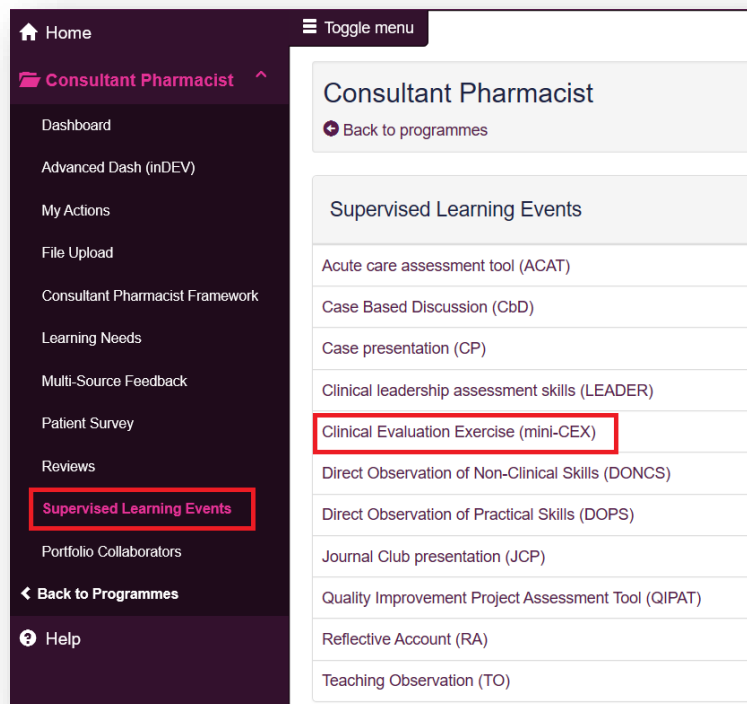 Home
Consultant Pharmacist
Dashboard
Advanced Dash (inDEV)
My Actions
File Upload
Consultant Pharmacist Framework
Learning Needs
Multi-Source Feedback
Patient Survey
Reviews
Supervised Learning Events
Portfolio Collaborators
Back to Programmes
Help
Toggle menu
Consultant Pharmacist
Back to programmes
Supervised Learning Events
Acute care assessment tool (ACAT)
Case Based Discussion (CbD)
Case presentation (CP)
Clinical leadership assessment skills (LEADER)
Clinical Evaluation Exercise (mini-CEX)
Direct Observation of Non-Clinical Skills (DONCS)
Direct Observation of Practical Skills (DOPS)
Journal Club presentation (JCP)
Quality Improvement Project Assessment Tool (QIPAT)
Reflective Account (RA)
Teaching Observation (TO)